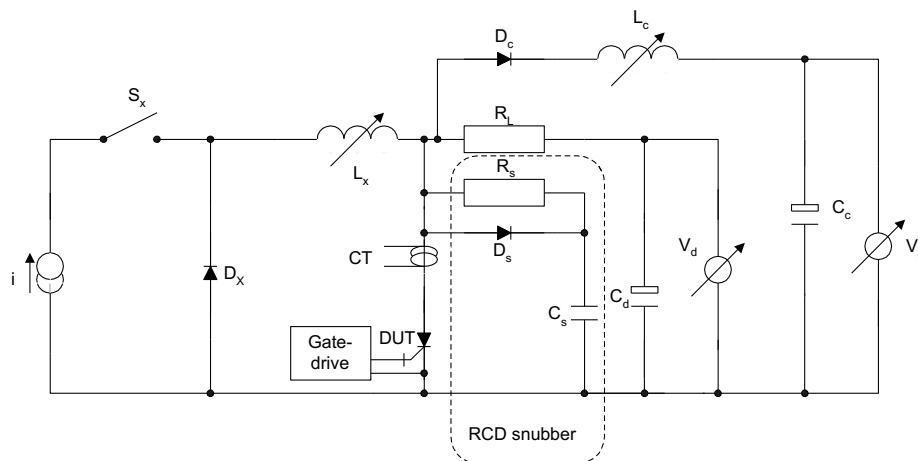 L_c
D_c
S_x
R_L
L_x
R_s
C_c
V_d
V
CT
D_s
i
D_X
C_d
C_s
DUT
Gate-
drive
RCD snubber